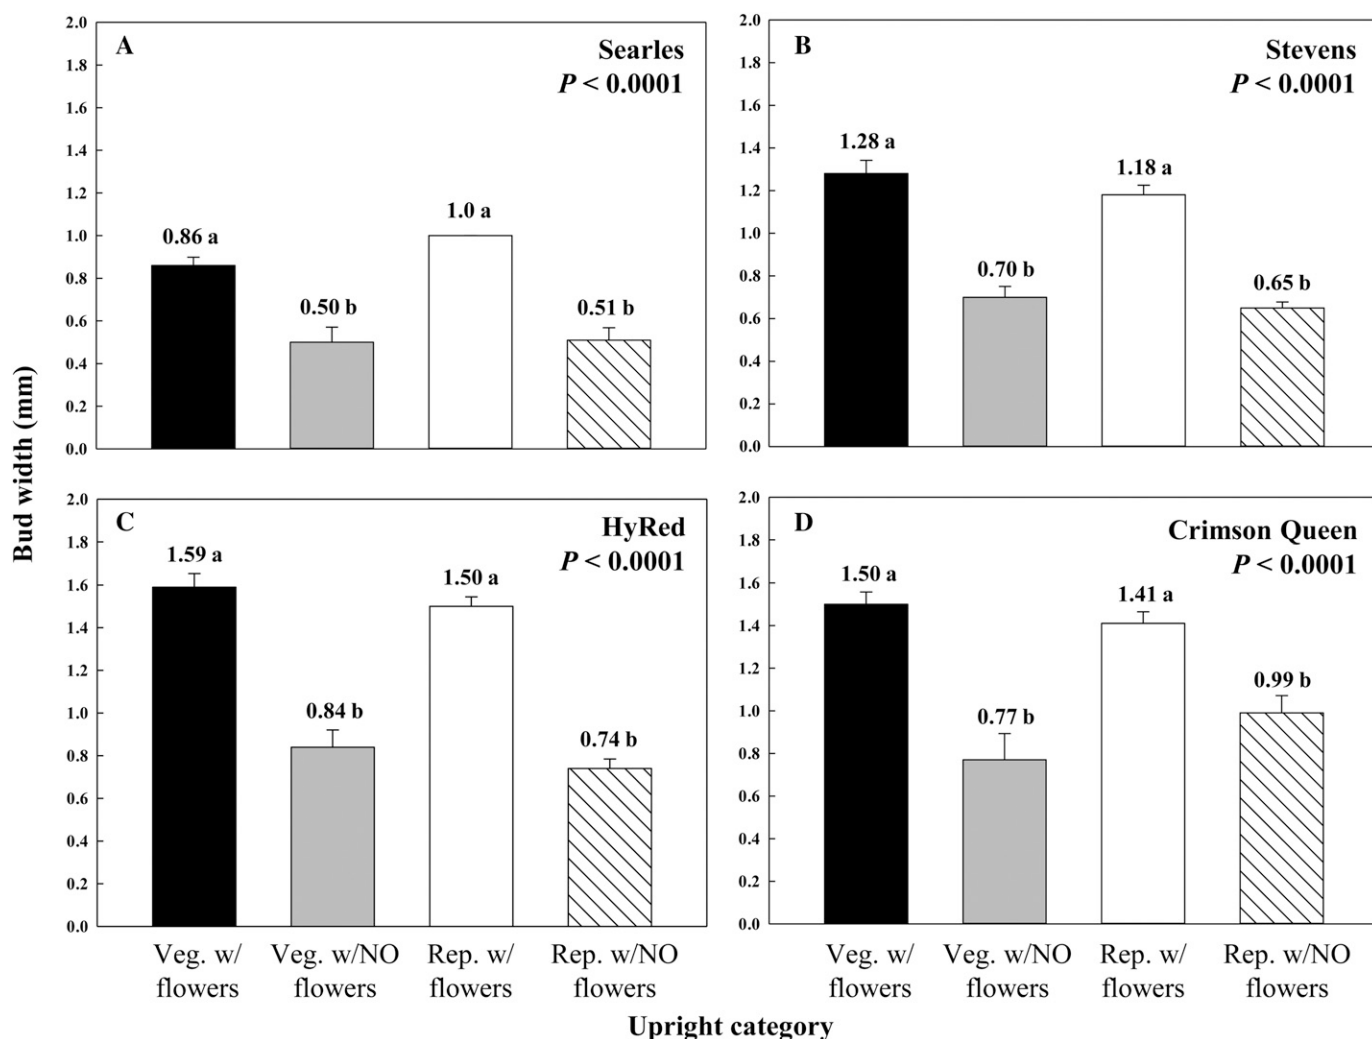 Bud width (mm)
A
Searles
P < 0.0001
2.0
1.8
1.6
1.4
1.2
1.0
0.8
0.6
0.4
0.2
0.0
0.86 a
0.50 b
1.0 a
0.51 b
B
Stevens
P < 0.0001
2.0
1.8
1.6
1.4
1.2
1.0
0.8
0.6
0.4
0.2
0.0
1.28 a
0.70 b
1.18 a
0.65 b
C
HyRed
P < 0.0001
2.0
1.8
1.6
1.4
1.2
1.0
0.8
0.6
0.4
0.2
0.0
1.59 a
0.84 b
1.50 a
0.74 b
Veg. w/
flowers
Veg. w/NO
flowers
Rep. w/
flowers
Rep. w/NO
flowers
D
Crimson Queen
P < 0.0001
2.0
1.8
1.6
1.4
1.2
1.0
0.8
0.6
0.4
0.2
0.0
1.50 a
0.77 b
1.41 a
0.99 b
Veg. w/
flowers
Veg. w/NO
flowers
Rep. w/
flowers
Rep. w/NO
flowers
Upright category